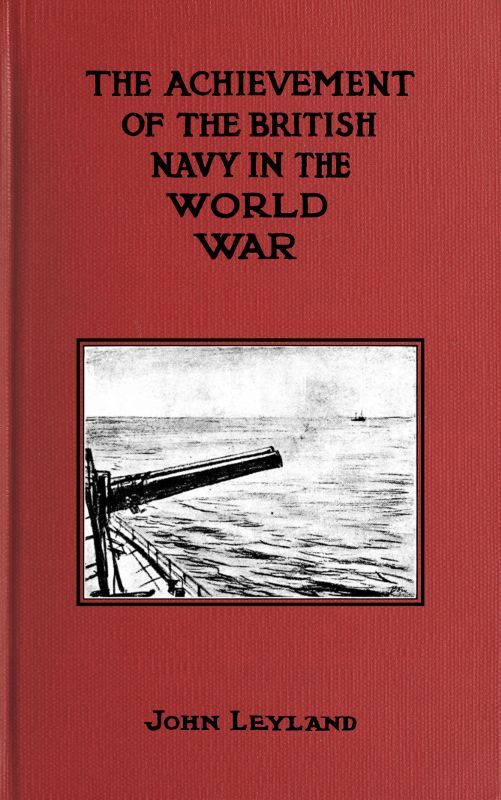 THE ACHIEVEMENT
OF THE BRITISH
NAVY IN THE
WORLD
WAR
JOHN LEYLAND